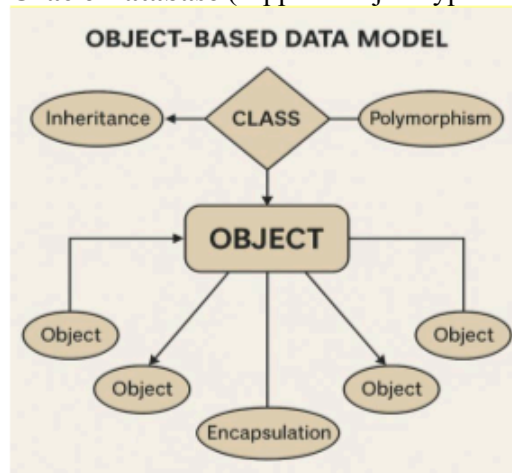 OBJECT-BASED DATA MODEL
Inheritance
CLASS
Polymorphism
OBJECT
Object
Object
Object
Object
Encapsulation